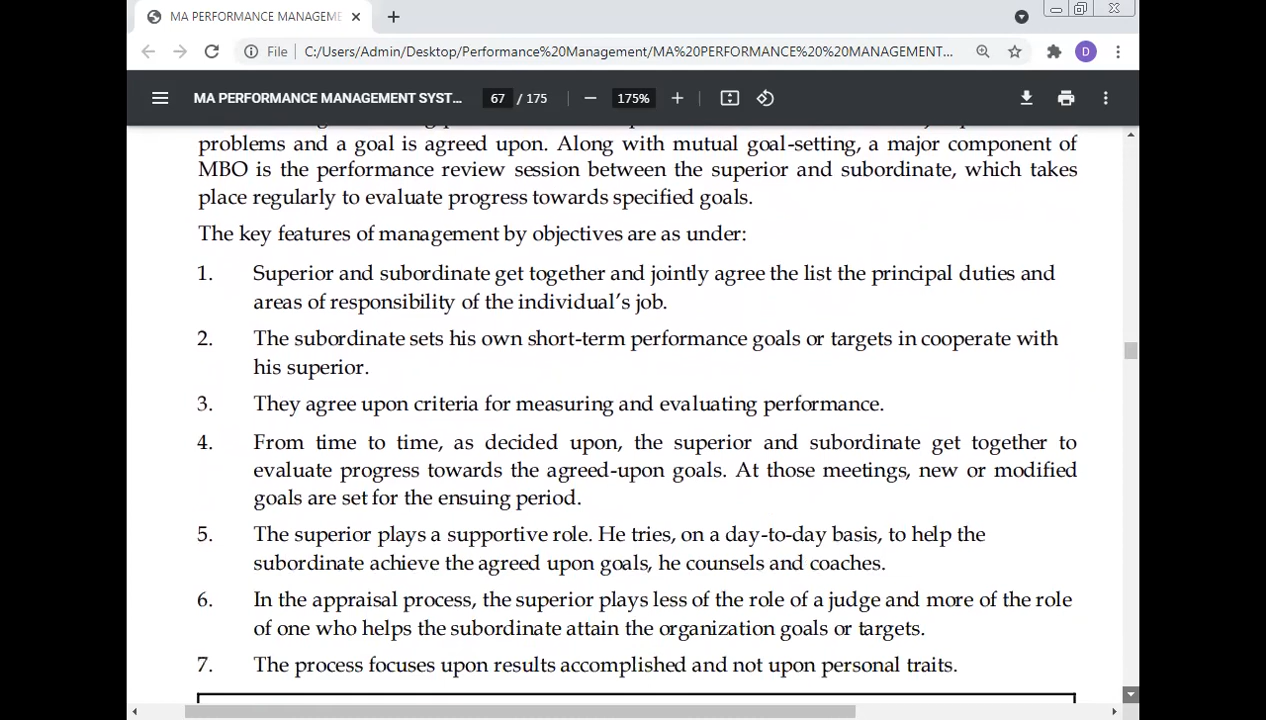 MA PERFORMANCE MANAGEME
File C:/Users/Admin/Desktop/Performance%20Management/MA%20PERFORMANCE%20%20MANAGEMENT... D
MA PERFORMANCE MANAGEMENT SYST... 67 / 175 175%
problems and a goal is agreed upon. Along with mutual goal-setting, a major component of
MBO is the performance review session between the superior and subordinate, which takes
place regularly to evaluate progress towards specified goals.
The key features of management by objectives are as under:
1. Superior and subordinate get together and jointly agree the list the principal duties and
areas of responsibility of the individual's job.
2. The subordinate sets his own short-term performance goals or targets in cooperate with
his superior.
3. They agree upon criteria for measuring and evaluating performance.
4. From time to time, as decided upon, the superior and subordinate get together to
evaluate progress towards the agreed-upon goals. At those meetings, new or modified
goals are set for the ensuing period.
5. The superior plays a supportive role. He tries, on a day-to-day basis, to help the
subordinate achieve the agreed upon goals, he counsels and coaches.
6. In the appraisal process, the superior plays less of the role of a judge and more of the role
of one who helps the subordinate attain the organization goals or targets.
7. The process focuses upon results accomplished and not upon personal traits.